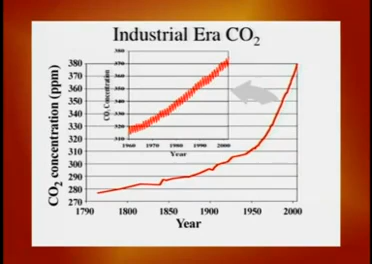 Industrial Era CO₂
380
370
360
350
340
330
320
310
300
290
280
270
CO₂ concentration (ppm)
1790 1800 1850 1900 1950 2000
Year
380
360
350
340
330
320
310
CO₂ Concentration
1960 1970 1980 1990 2000
Year